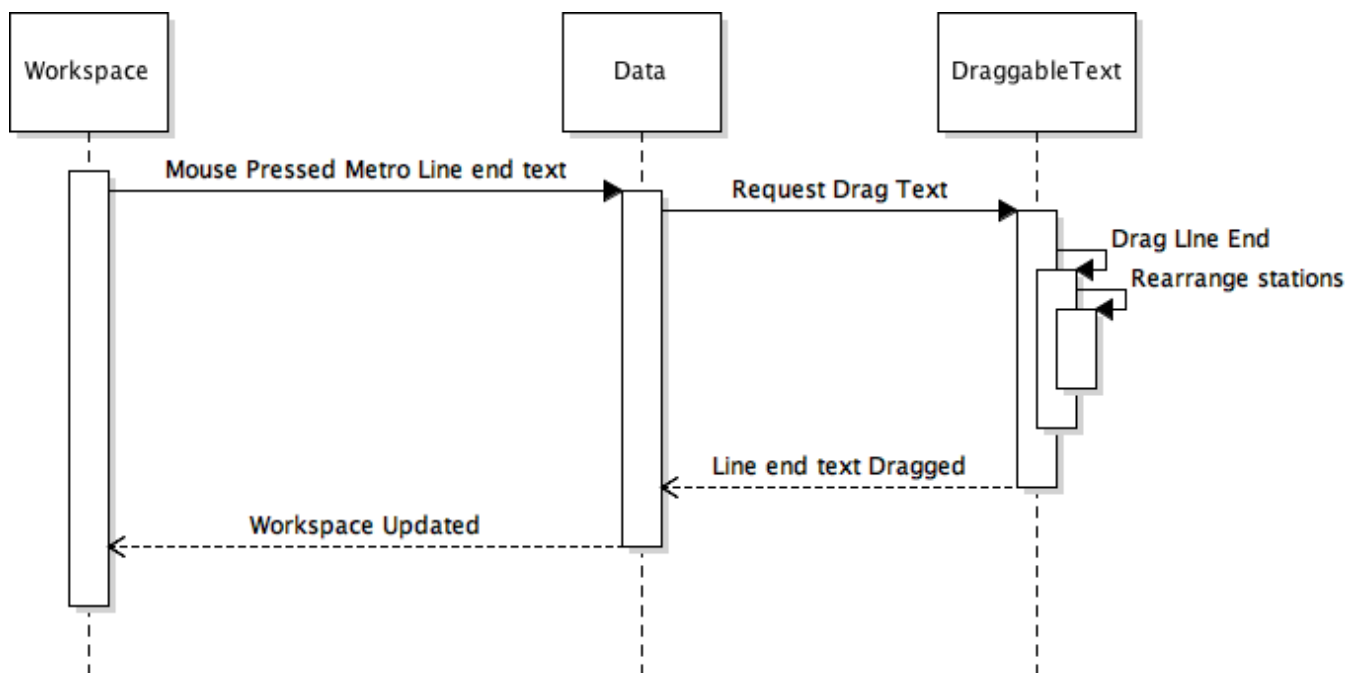 Workspace
Data
DraggableText
Mouse Pressed Metro Line end text
Request Drag Text
Drag LIne End
Rearrange stations
Line end text Dragged
Workspace Updated